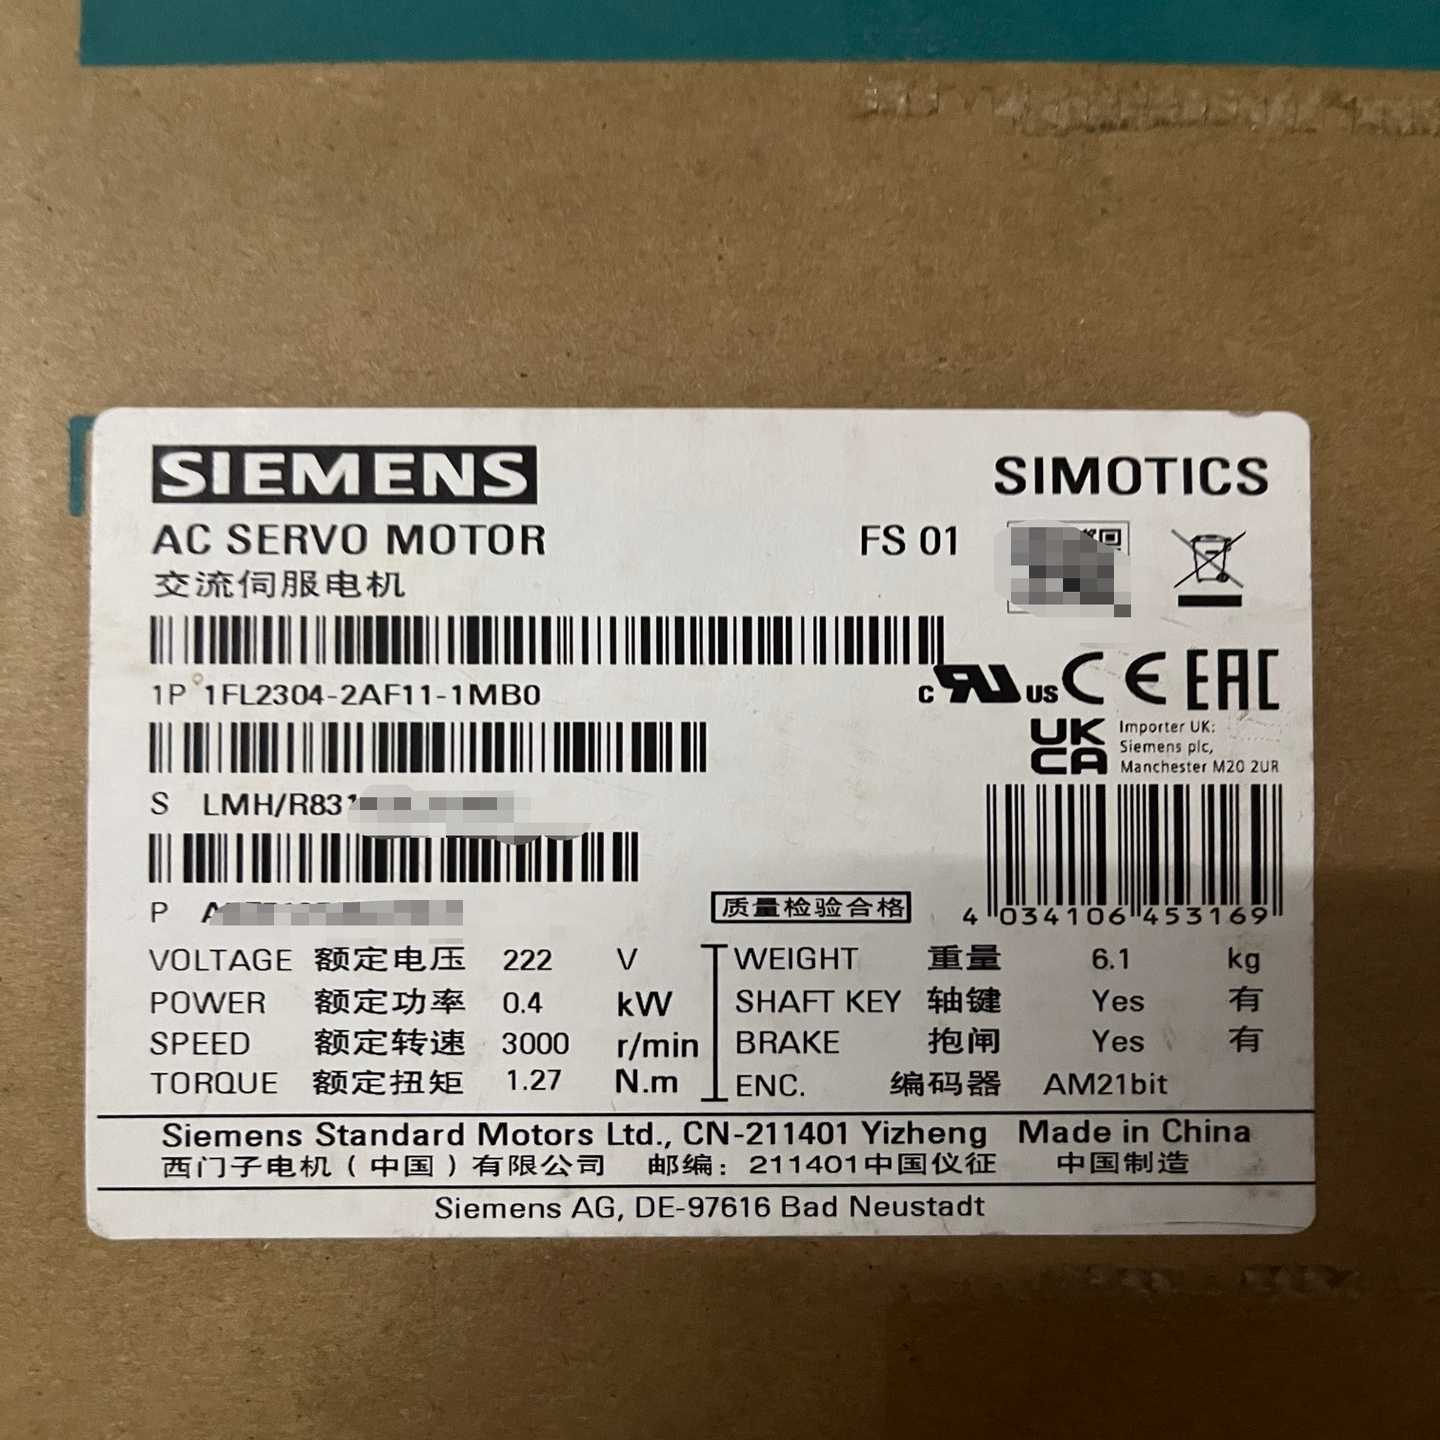 SIEMENS
SIMOTICS
AC SERVO MOTOR
FS 01
交流伺服电机
1P 1FL2304-2AF11-1MB0
c RU US CE EAC
UK CA
Importer UK:
Siemens plc,
Manchester M20 2UR
S LMH/R831
P A
质量检验合格
4 034106 453169
VOLTAGE 额定电压 222 V
POWER 额定功率 0.4 kW
SPEED 额定转速 3000 r/min
TORQUE 额定扭矩 1.27 N.m
WEIGHT 重量 6.1 kg
SHAFT KEY 轴键 Yes 有
BRAKE 抱闸 Yes 有
ENC. 编码器 AM21bit
Siemens Standard Motors Ltd., CN-211401 Yizheng Made in China
西门子电机(中国)有限公司 邮编: 211401中国仪征 中国制造
Siemens AG, DE-97616 Bad Neustadt